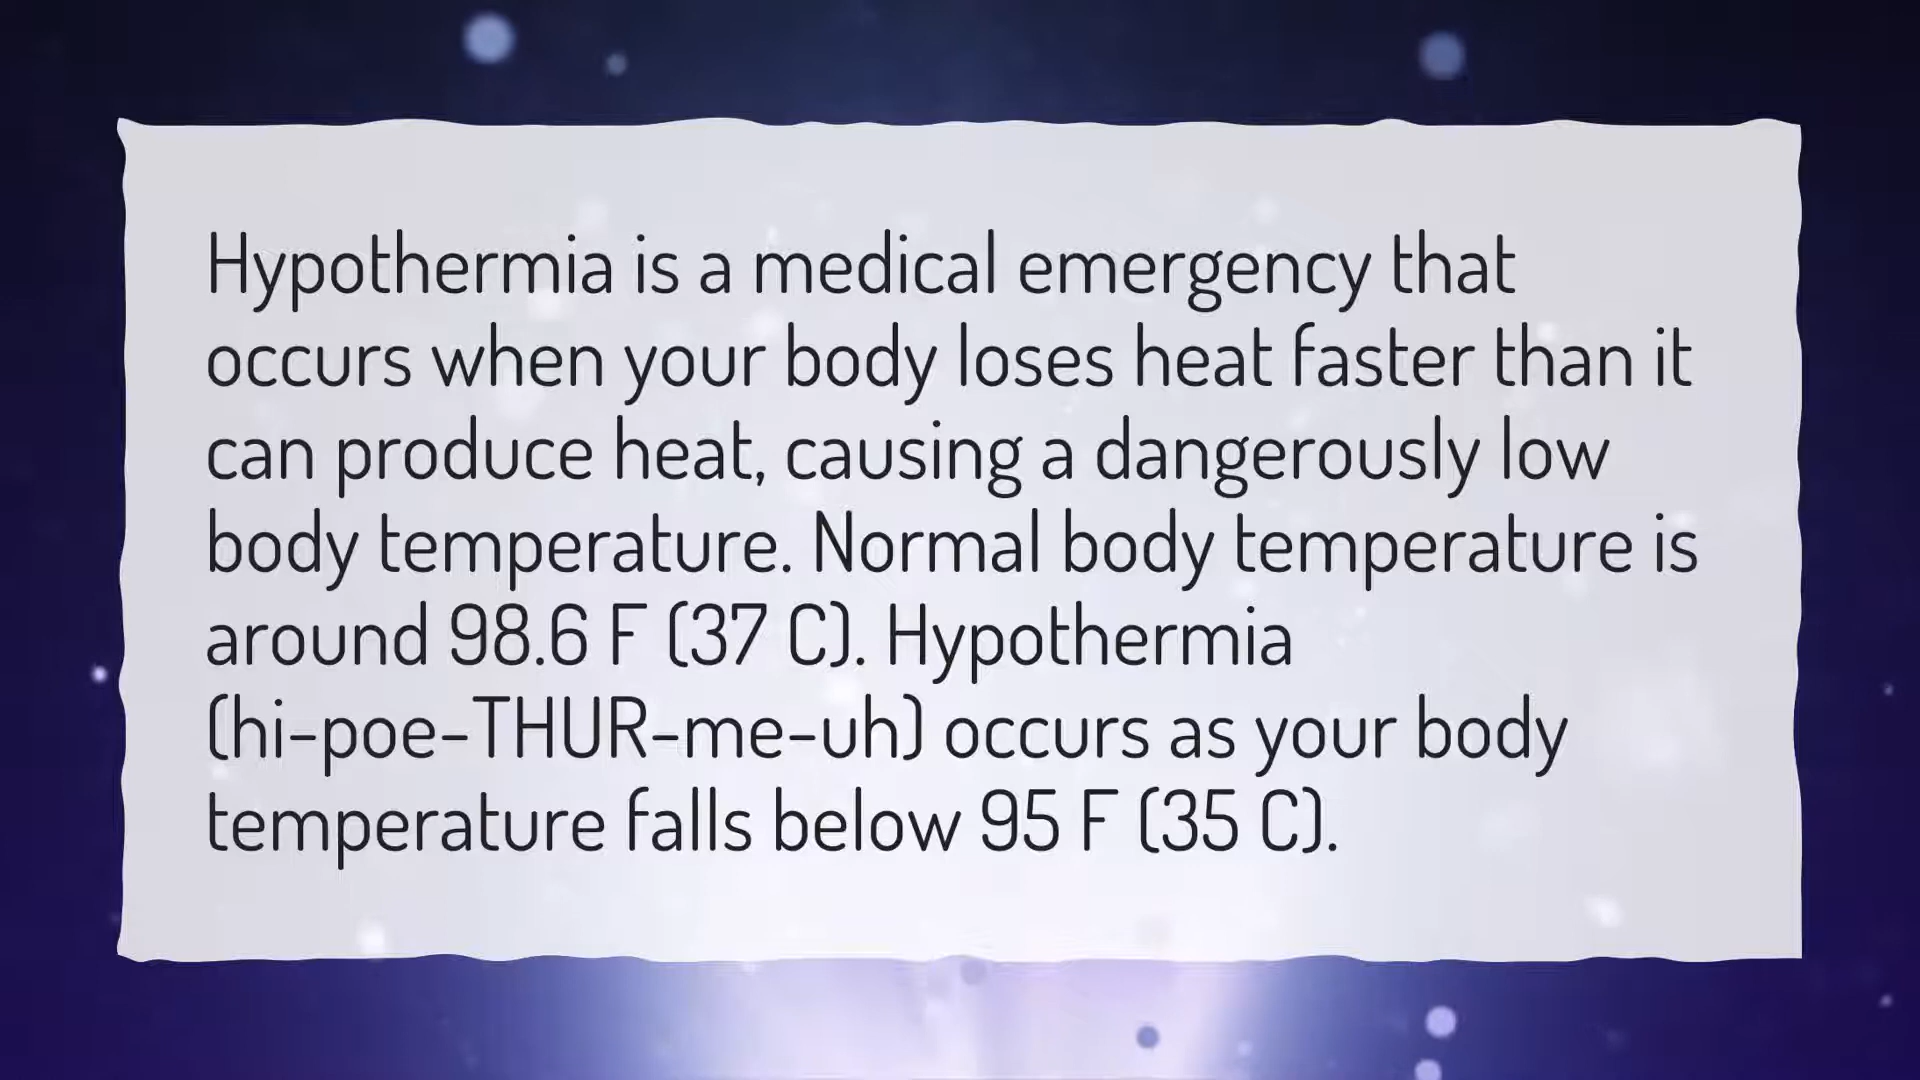 Hypothermia is a medical emergency that
occurs when your body loses heat faster than it
can produce heat, causing a dangerously low
body temperature. Normal body temperature is
around 98.6 F (37 C). Hypothermia
(hi-poe-THUR-me-uh) occurs as your body
temperature falls below 95 F (35 C).